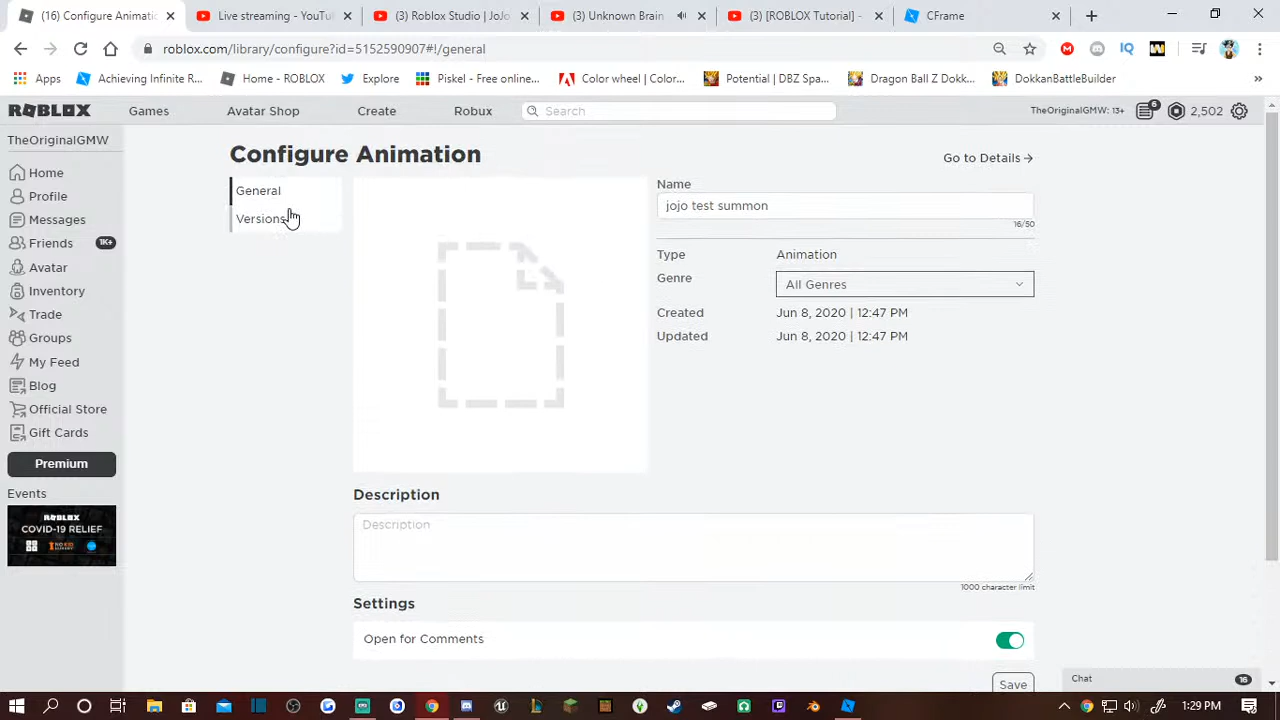 (16) Configure Animatio
Live streaming - YouTu
(3) Roblox Studio | JoJo
(3) Unknown Brain
(3) [ROBLOX Tutorial] -
CFrame
roblox.com/library/configure?id=5152590907#!/general
Apps
Achieving Infinite R...
Home - ROBLOX
Explore
Piskel - Free online...
Color wheel | Color...
Potential | DBZ Spa...
Dragon Ball Z Dokk...
DokkanBattleBuilder
»
ROBLOX
Games
Avatar Shop
Create
Robux
Search
TheOriginalGMW: 13+
6
2,502
TheOriginalGMW
Home
Profile
Messages
Friends
1K+
Avatar
Inventory
Trade
Groups
My Feed
Blog
Official Store
Gift Cards
Premium
Events
ROBLOX
COVID-19 RELIEF
Configure Animation
Go to Details →
General
Versions
Name
jojo test summon
16/50
Type
Animation
Genre
All Genres
Created
Jun 8, 2020 | 12:47 PM
Updated
Jun 8, 2020 | 12:47 PM
Description
Description
1000 character limit
Settings
Open for Comments
Save
Chat
16
1:29 PM